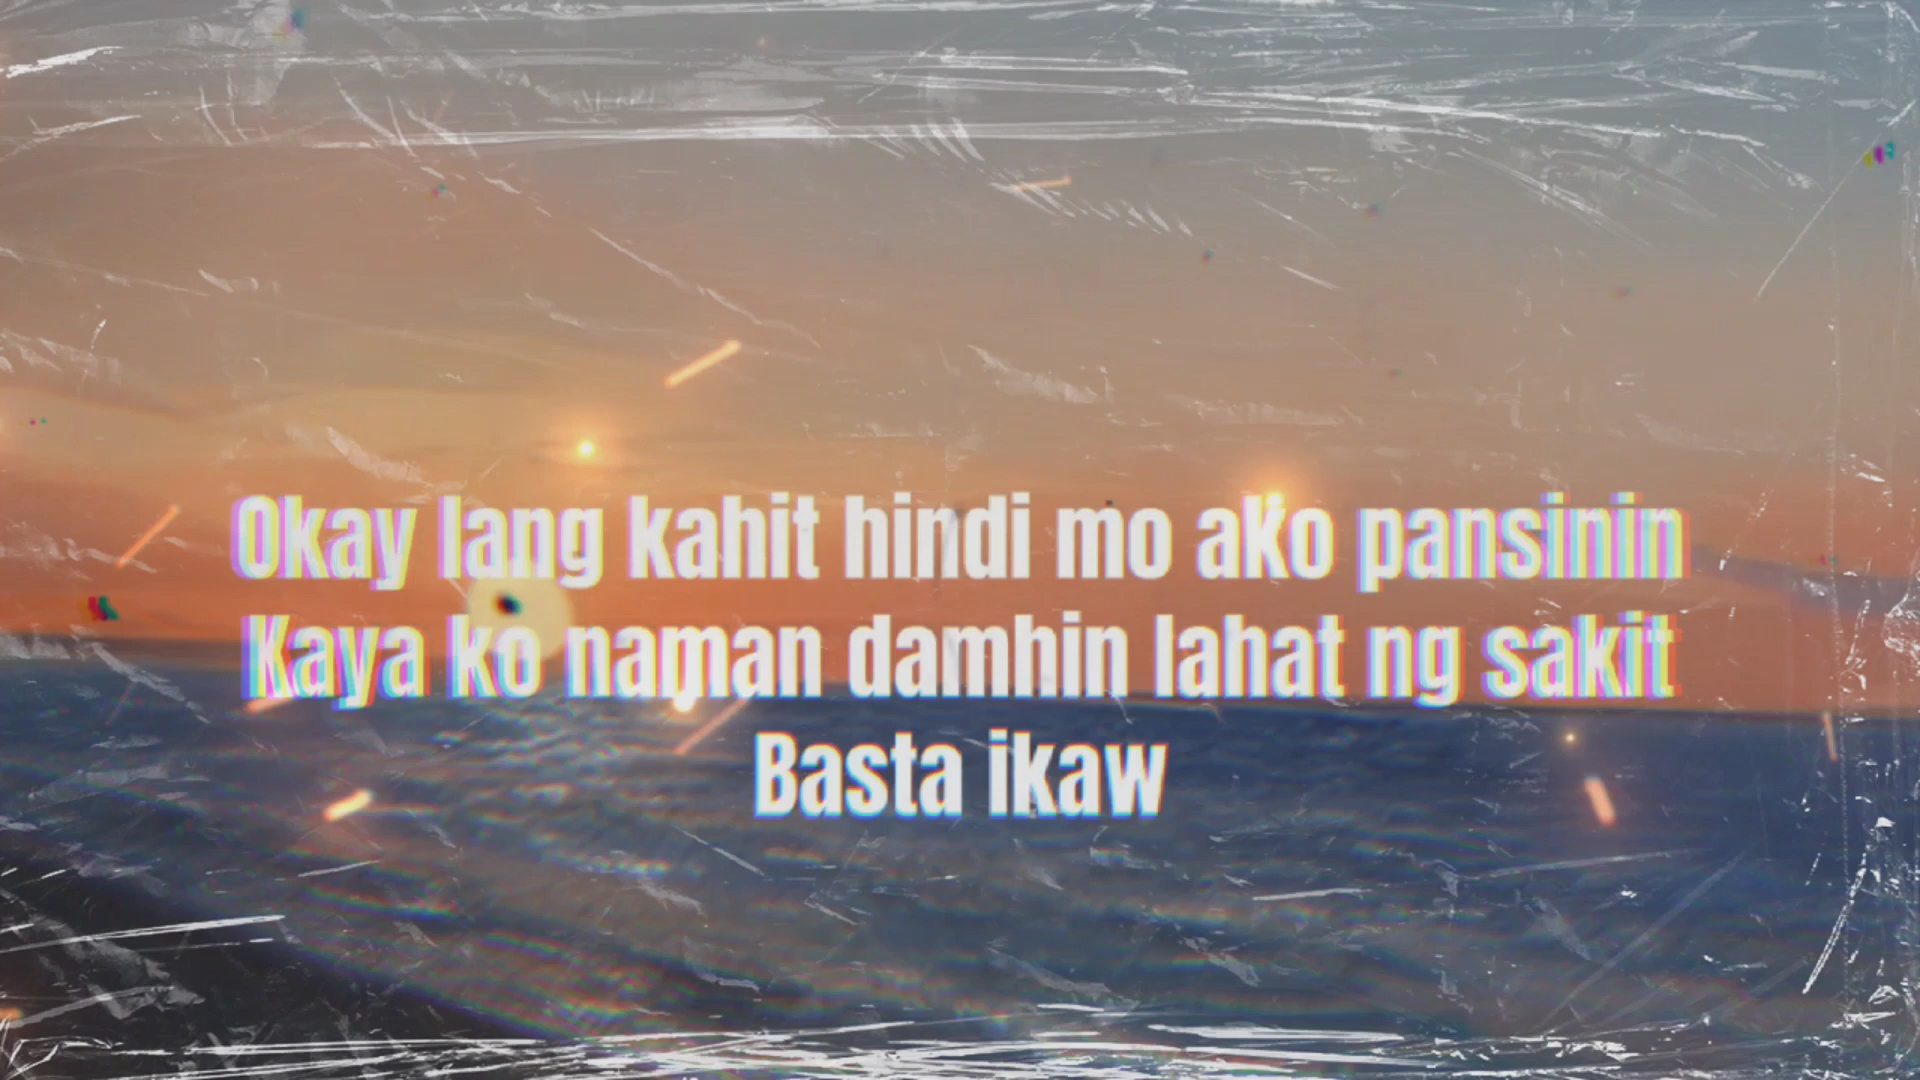 Okay lang kahit hindi mo ako pansinin
Kaya ko naman damhin lahat ng sakit
Basta ikaw